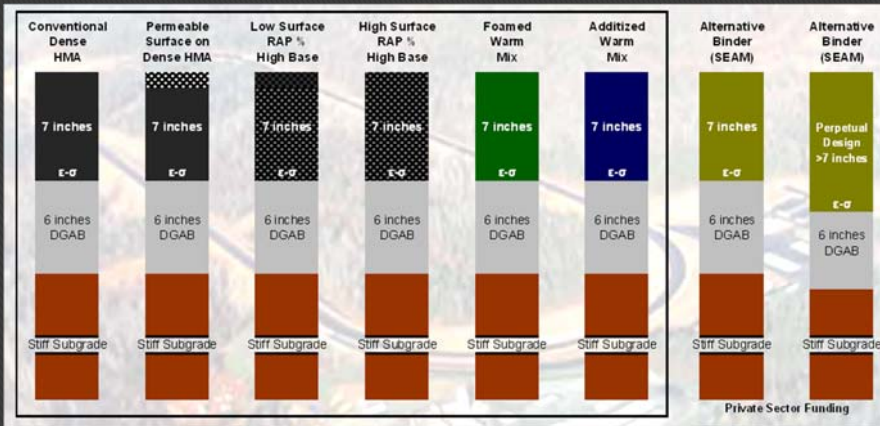 Conventional
Dense
HMA
Permeable
Surface on
Dense HMA
Low Surface
RAP %
High Base
High Surface
RAP %
High Base
Foamed
Warm
Mix
Additized
Warm
Mix
Alternative
Binder
(SEAM)
Alternative
Binder
(SEAM)
7 inches
7 inches
7 inches
7 inches
7 inches
7 inches
7 inches
Perpetual
Design
>7 inches
ε-σ
ε-σ
ε-σ
ε-σ
ε-σ
ε-σ
ε-σ
ε-σ
6 inches
DGAB
6 inches
DGAB
6 inches
DGAB
6 inches
DGAB
6 inches
DGAB
6 inches
DGAB
6 inches
DGAB
6 inches
DGAB
Stiff Subgrade
Stiff Subgrade
Stiff Subgrade
Stiff Subgrade
Stiff Subgrade
Stiff Subgrade
Stiff Subgrade
Stiff Subgrade
Private Sector Funding